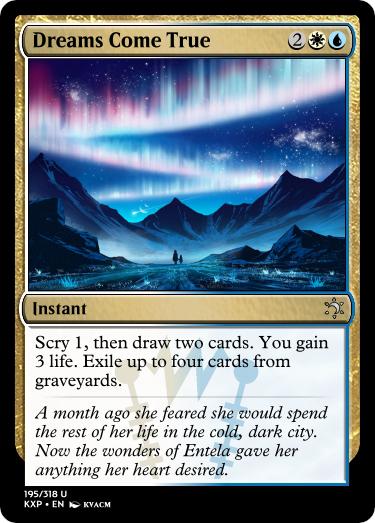 Dreams Come True 2
Instant
Scry 1, then draw two cards. You gain
3 life. Exile up to four cards from
graveyards.
A month ago she feared she would spend
the rest of her life in the cold, dark city.
Now the wonders of Entela gave her
anything her heart desired.
195/318 U
KXP • EN KVACM